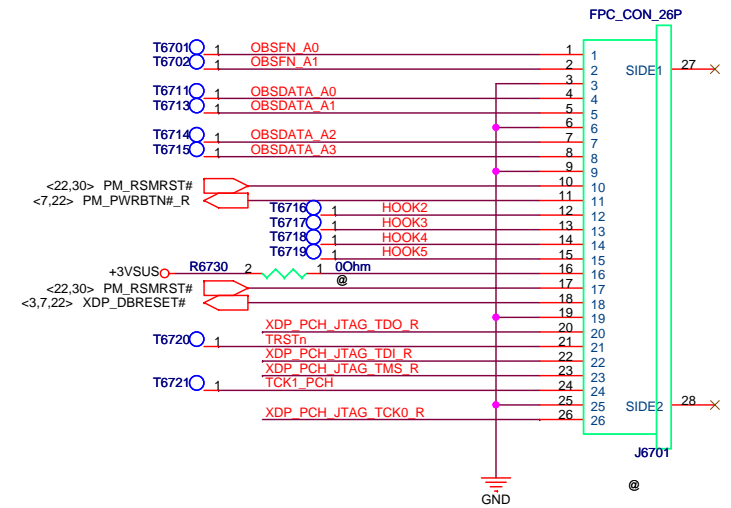 FPC_CON_26P
T6701 1 OBSFN_A0 1 1
T6702 1 OBSFN_A1 2 2 SIDE1 27
3 3
T6711 1 OBSDATA_A0 4 4
T6713 1 OBSDATA_A1 5 5
6 6
T6714 1 OBSDATA_A2 7 7
T6715 1 OBSDATA_A3 8 8
9 9
<22,30> PM_RSMRST# 10 10
<7,22> PM_PWRBTN#_R 11 11
T6716 1 HOOK2 12 12
T6717 1 HOOK3 13 13
T6718 1 HOOK4 14 14
T6719 1 HOOK5 15 15
+3VSUS R6730 2 1 0Ohm 16 16
@
<22,30> PM_RSMRST# 17 17
<3,7,22> XDP_DBRESET# 18 18
19 19
XDP_PCH_JTAG_TDO_R 20 20
T6720 1 TRSTn 21 21
XDP_PCH_JTAG_TDI_R 22 22
XDP_PCH_JTAG_TMS_R 23 23
T6721 1 TCK1_PCH 24 24
25 25 SIDE2 28
XDP_PCH_JTAG_TCK0_R 26 26
J6701
@
GND